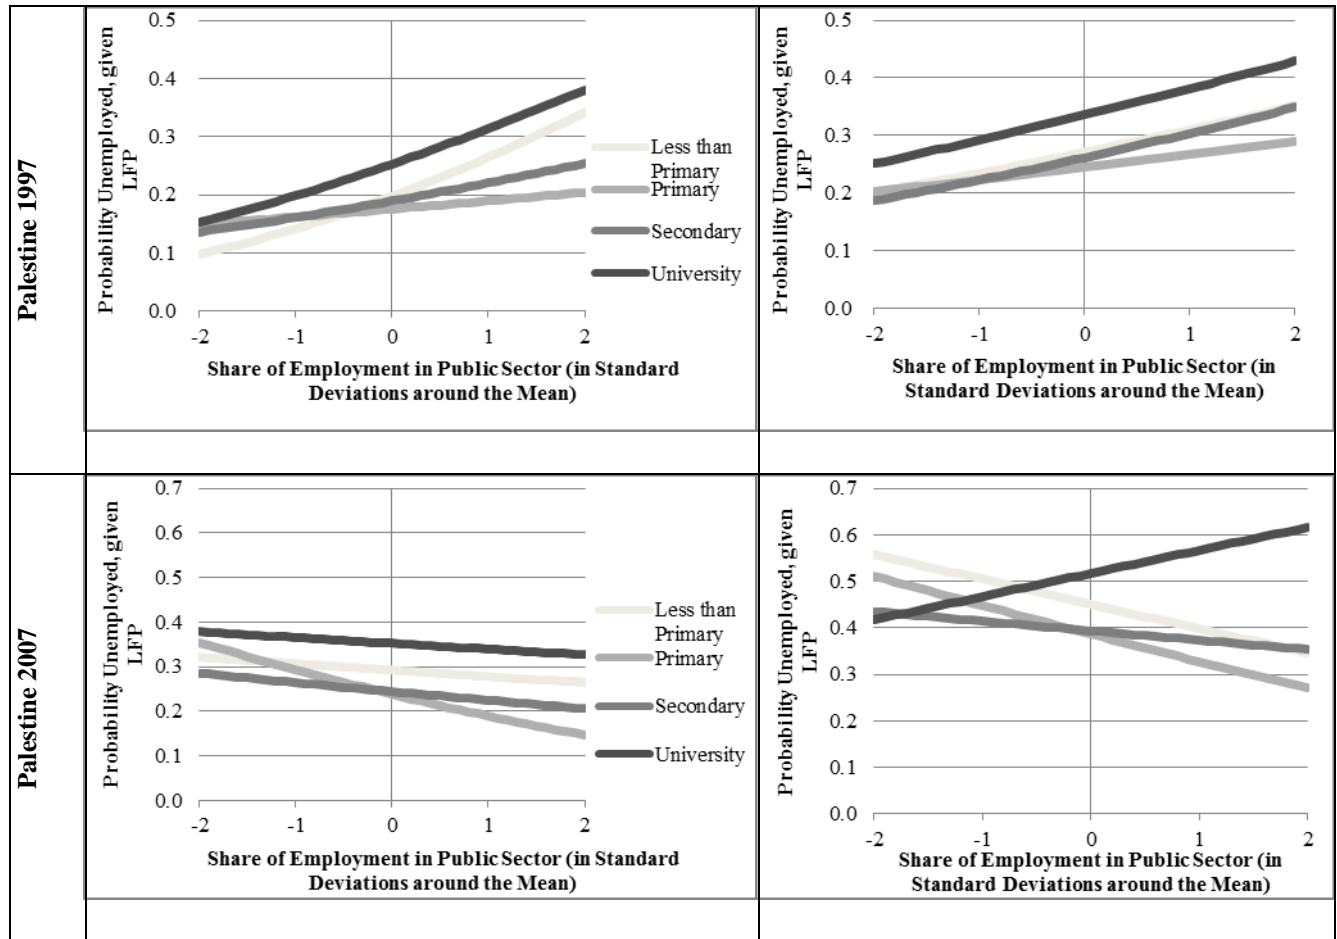 Palestine 1997
Probability Unemployed, given
LFP
0.5
0.4
0.3
0.2
0.1
0.0
-2
-1
0
1
2
Share of Employment in Public Sector (in Standard
Deviations around the Mean)
Less than
Primary
Primary
Secondary
University
Probability Unemployed, given
LFP
0.5
0.4
0.3
0.2
0.1
0.0
-2
-1
0
1
2
Share of Employment in Public Sector (in
Standard Deviations around the Mean)
Palestine 2007
Probability Unemployed, given
LFP
0.7
0.6
0.5
0.4
0.3
0.2
0.1
0.0
-2
-1
0
1
2
Share of Employment in Public Sector (in Standard
Deviations around the Mean)
Less than
Primary
Primary
Secondary
University
Probability Unemployed, given
LFP
0.7
0.6
0.5
0.4
0.3
0.2
0.1
0.0
-2
-1
0
1
2
Share of Employment in Public Sector (in
Standard Deviations around the Mean)